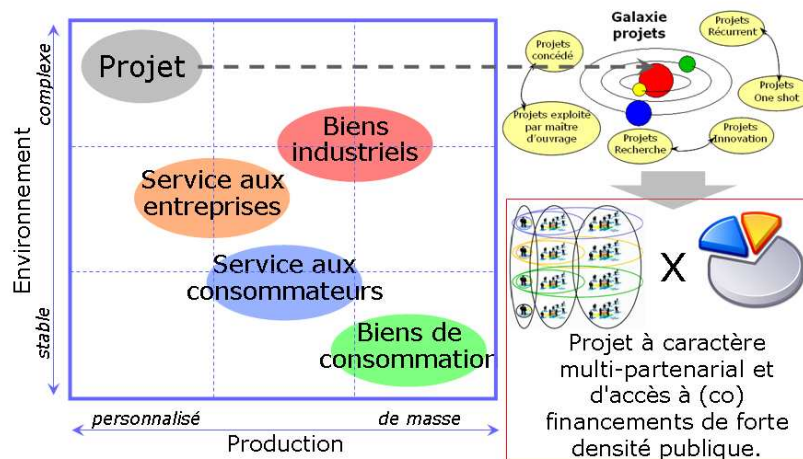 Environnement
complexe
stable
Projet
Biens
industriels
Service aux
entreprises
Service aux
consommateurs
Biens de
consommation
personnalisé
de masse
Production
Galaxie
projets
Projets
concédé
Projets
Récurrent
Projets exploité
par maître
d'ouvrage
Projets
One shot
Projets
Recherche
Projets
Innovation
X
Projet à caractère
multi-partenarial et
d'accès à (co)
financements de forte
densité publique.